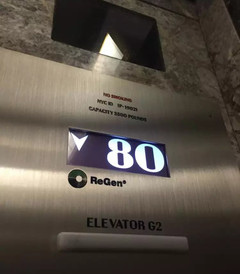 NO SMOKING
CAPACITY 5000 POUNDS
80
ReGen
ELEVATOR G2